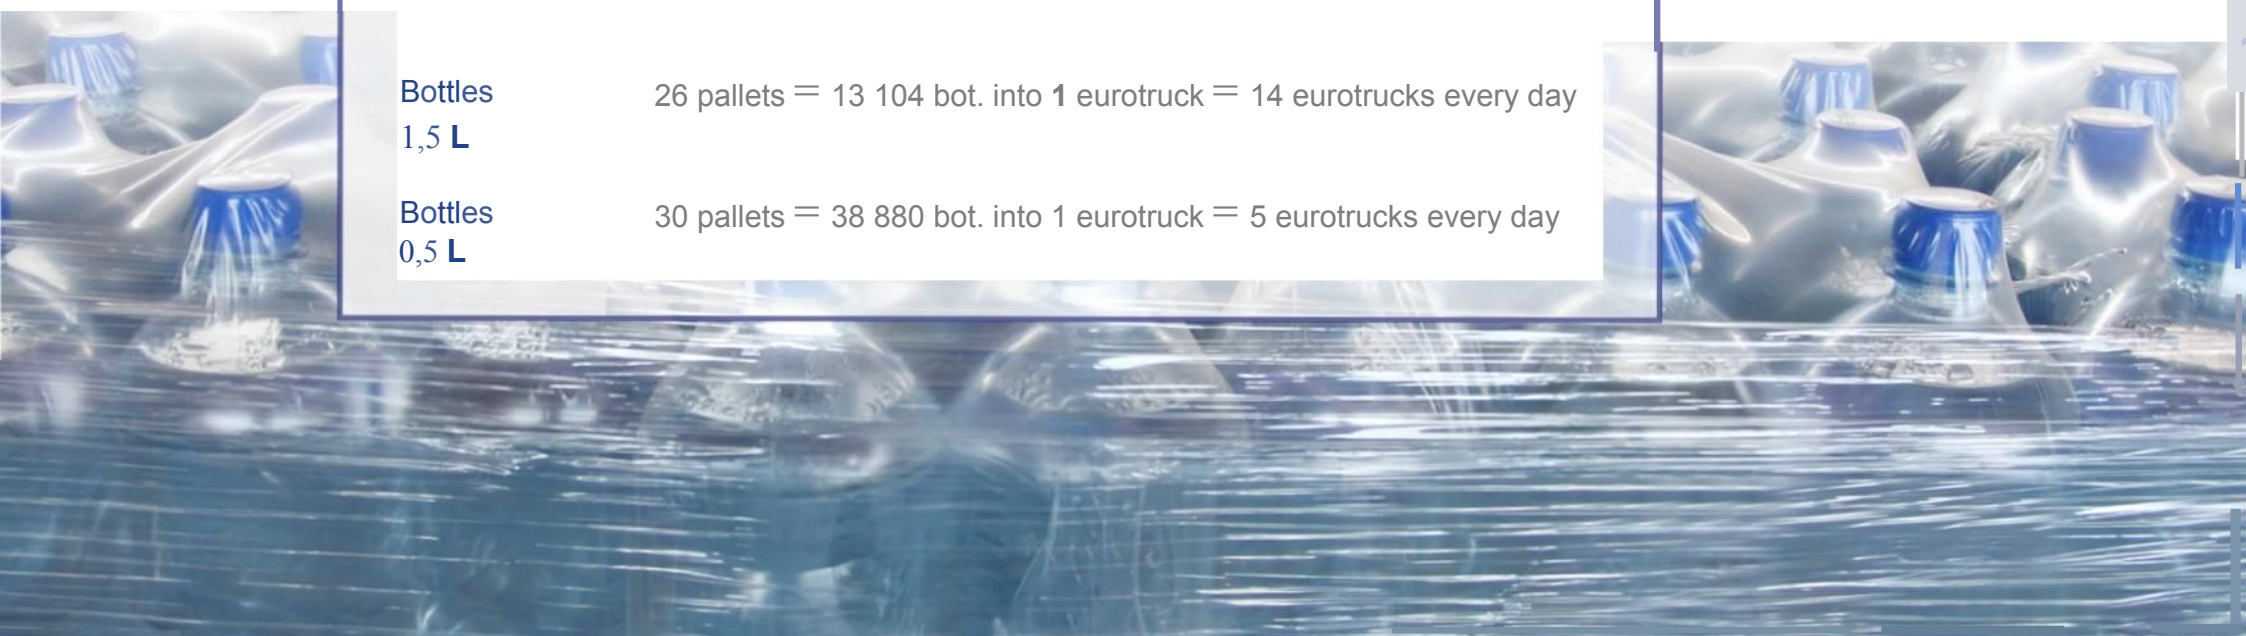 Bottles 26 pallets = 13 104 bot. into 1 eurotruck = 14 eurotrucks every day
1,5 L
Bottles 30 pallets = 38 880 bot. into 1 eurotruck = 5 eurotrucks every day
0,5 L